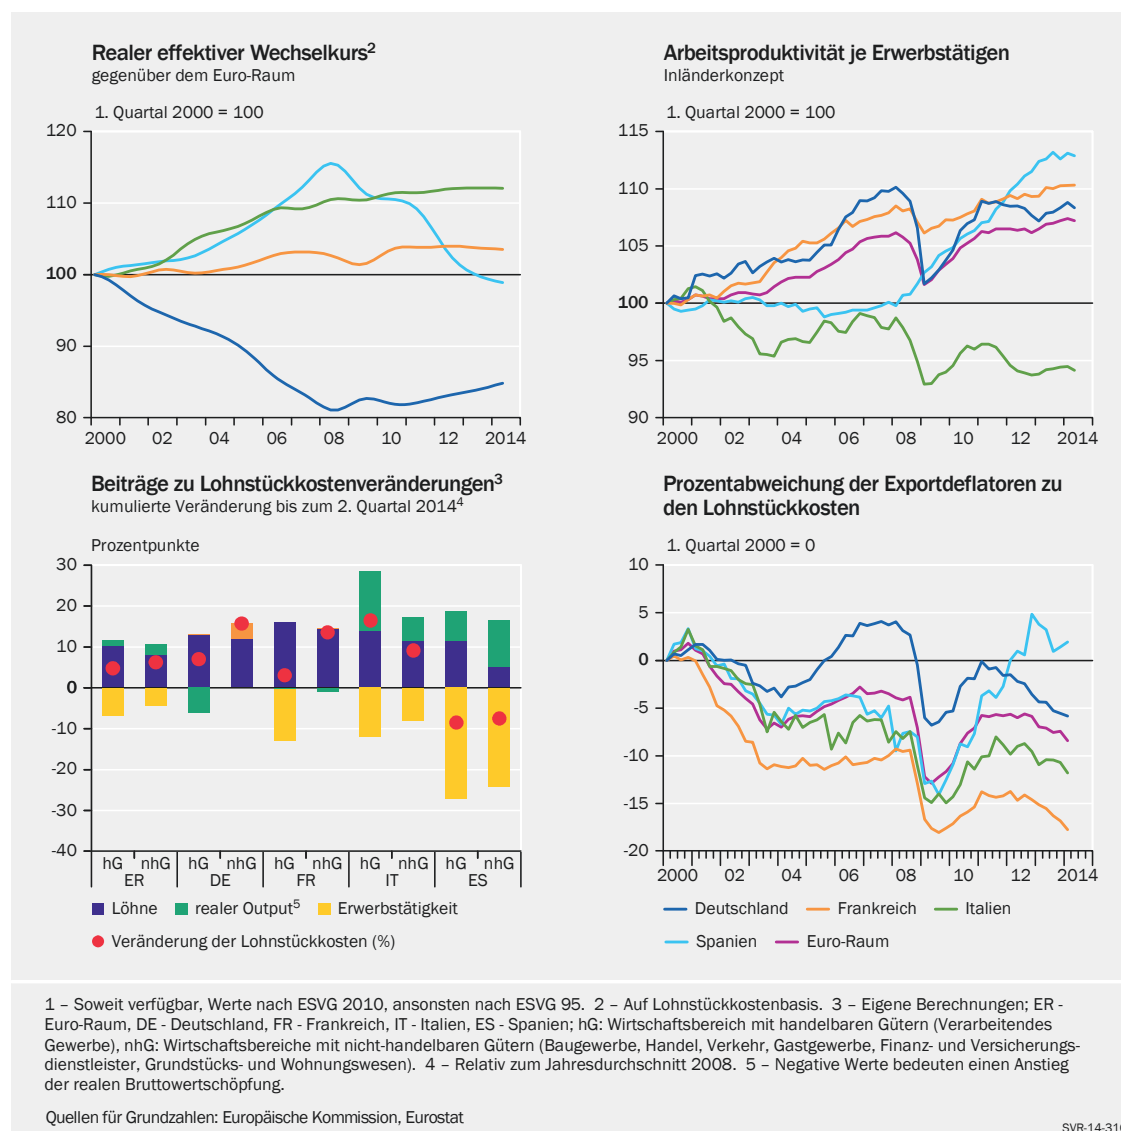 Realer effektiver Wechselkurs2
gegenüber dem Euro-Raum
1. Quartal 2000 = 100
120
110
100
90
80
2000 02 04 06 08 10 12 2014
Arbeitsproduktivität je Erwerbstätigen
Inländerkonzept
1. Quartal 2000 = 100
115
110
105
100
95
90
2000 02 04 06 08 10 12 2014
Beiträge zu Lohnstückkostenveränderungen3
kumulierte Veränderung bis zum 2. Quartal 20144
Prozentpunkte
30
20
10
0
-10
-20
-30
-40
hG nhG hG nhG hG nhG hG nhG hG nhG
ER DE FR IT ES
Löhne realer Output5 Erwerbstätigkeit
Veränderung der Lohnstückkosten (%)
Prozentabweichung der Exportdeflatoren zu
den Lohnstückkosten
1. Quartal 2000 = 0
10
5
0
-5
-10
-15
-20
2000 02 04 06 08 10 12 2014
Deutschland Frankreich Italien
Spanien Euro-Raum
1 – Soweit verfügbar, Werte nach ESVG 2010, ansonsten nach ESVG 95. 2 – Auf Lohnstückkostenbasis. 3 – Eigene Berechnungen; ER -
Euro-Raum, DE - Deutschland, FR - Frankreich, IT - Italien, ES - Spanien; hG: Wirtschaftsbereich mit handelbaren Gütern (Verarbeitendes
Gewerbe), nhG: Wirtschaftsbereiche mit nicht-handelbaren Gütern (Baugewerbe, Handel, Verkehr, Gastgewerbe, Finanz- und Versicherungs-
dienstleister, Grundstücks- und Wohnungswesen). 4 – Relativ zum Jahresdurchschnitt 2008. 5 – Negative Werte bedeuten einen Anstieg
der realen Bruttowertschöpfung.
Quellen für Grundzahlen: Europäische Kommission, Eurostat